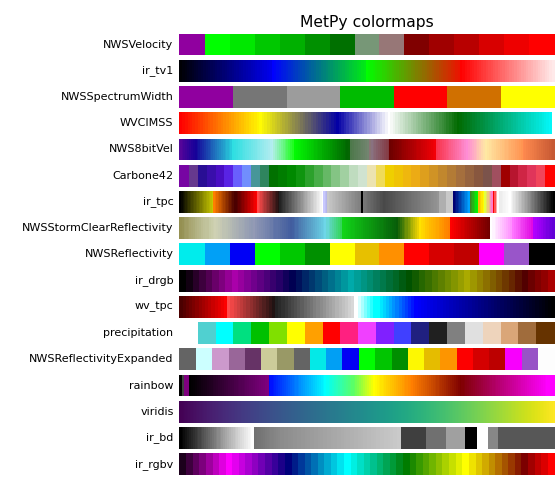 MetPy colormaps
NWSVelocity
ir_tv1
NWSSpectrumWidth
WVCIMSS
NWS8bitVel
Carbone42
ir_tpc
NWSStormClearReflectivity
NWSReflectivity
ir_drgb
wv_tpc
precipitation
NWSReflectivityExpanded
rainbow
viridis
ir_bd
ir_rgbv